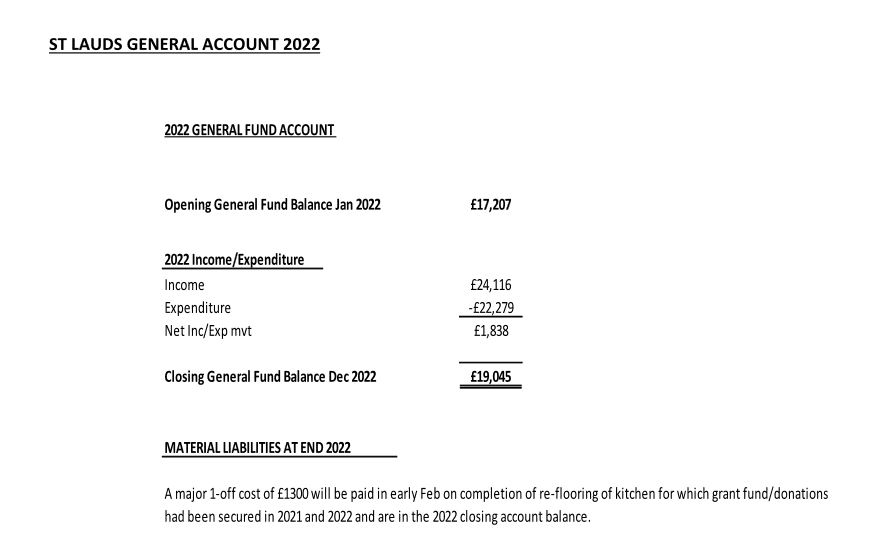 ST LAUDS GENERAL ACCOUNT 2022
2022 GENERAL FUND ACCOUNT
Opening General Fund Balance Jan 2022 £17,207
2022 Income/Expenditure
Income £24,116
Expenditure -£22,279
Net Inc/Exp mvt £1,838
Closing General Fund Balance Dec 2022 £19,045
MATERIAL LIABILITIES AT END 2022
A major 1-off cost of £1300 will be paid in early Feb on completion of re-flooring of kitchen for which grant fund/donations
had been secured in 2021 and 2022 and are in the 2022 closing account balance.